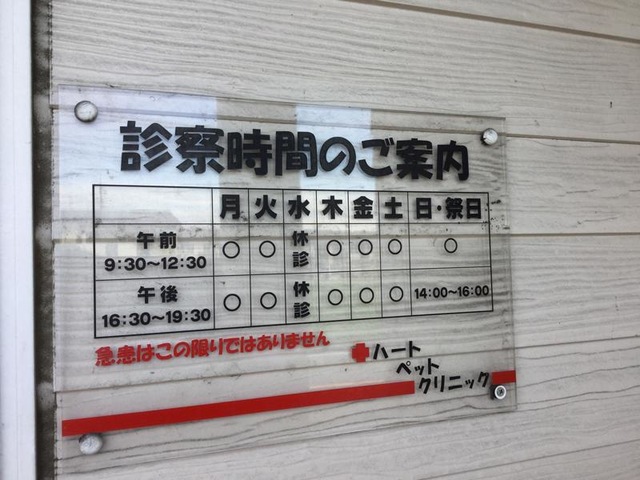 診察時間のご案内
月 火 水 木 金 土 日・祭日
午前 9:30～12:30 ○ ○ 休診 ○ ○ ○ ○
午後 16:30～19:30 ○ ○ 休診 ○ ○ ○ 14:00～16:00
急患はこの限りではありません
ハート
ペット
クリニック